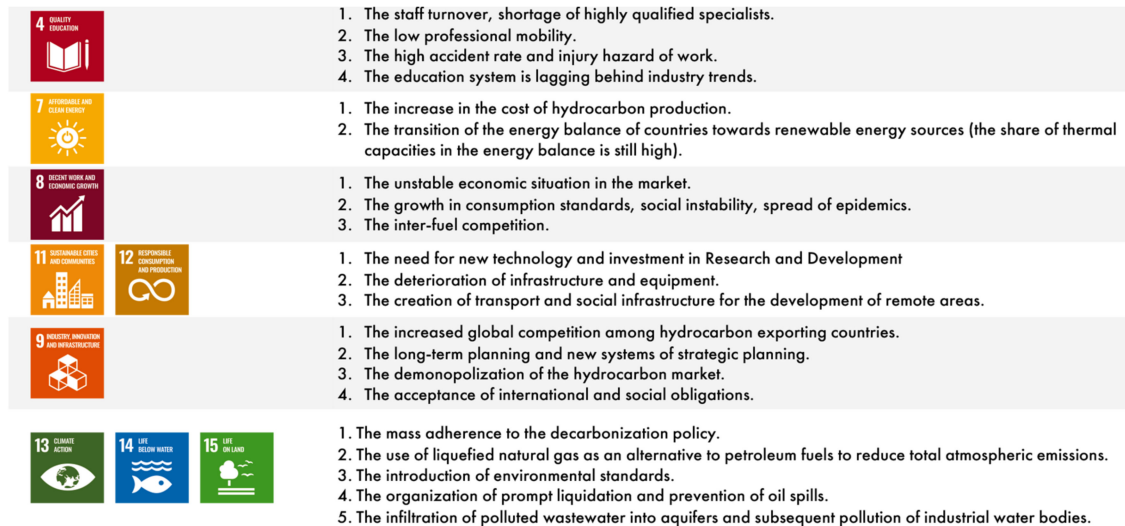 4 QUALITY
EDUCATION
1. The staff turnover, shortage of highly qualified specialists.
2. The low professional mobility.
3. The high accident rate and injury hazard of work.
4. The education system is lagging behind industry trends.
7 AFFORDABLE AND
CLEAN ENERGY
1. The increase in the cost of hydrocarbon production.
2. The transition of the energy balance of countries towards renewable energy sources (the share of thermal
capacities in the energy balance is still high).
8 DECENT WORK AND
ECONOMIC GROWTH
1. The unstable economic situation in the market.
2. The growth in consumption standards, social instability, spread of epidemics.
3. The inter-fuel competition.
11 SUSTAINABLE CITIES
AND COMMUNITIES
12 RESPONSIBLE
CONSUMPTION
AND PRODUCTION
1. The need for new technology and investment in Research and Development
2. The deterioration of infrastructure and equipment.
3. The creation of transport and social infrastructure for the development of remote areas.
9 INDUSTRY, INNOVATION
AND INFRASTRUCTURE
1. The increased global competition among hydrocarbon exporting countries.
2. The long-term planning and new systems of strategic planning.
3. The demonopolization of the hydrocarbon market.
4. The acceptance of international and social obligations.
13 CLIMATE
ACTION
14 LIFE
BELOW WATER
15 LIFE
ON LAND
1. The mass adherence to the decarbonization policy.
2. The use of liquefied natural gas as an alternative to petroleum fuels to reduce total atmospheric emissions.
3. The introduction of environmental standards.
4. The organization of prompt liquidation and prevention of oil spills.
5. The infiltration of polluted wastewater into aquifers and subsequent pollution of industrial water bodies.